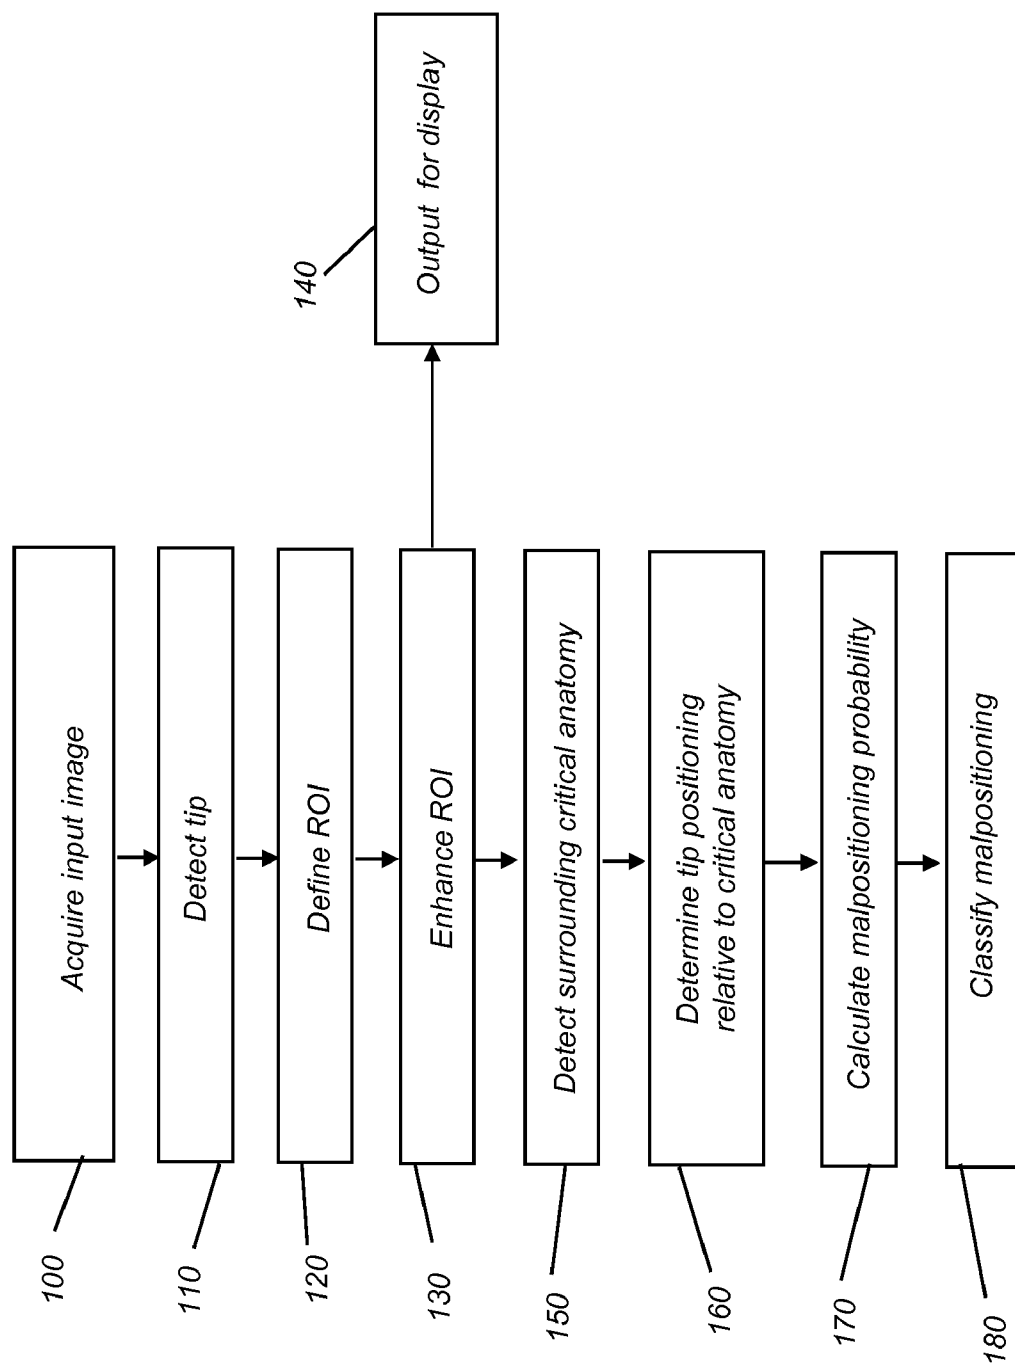 Acquire input image
100
Detect tip
110
Define ROI
120
Enhance ROI
130
Output for display
140
Detect surrounding critical anatomy
150
Determine tip positioning
relative to critical anatomy
160
Calculate malpositioning probability
170
Classify malpositioning
180